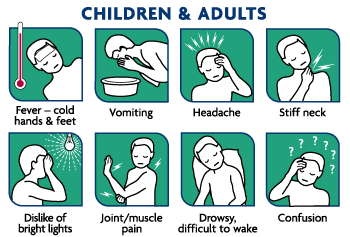 CHILDREN & ADULTS
Fever – cold
hands & feet
Vomiting
Headache
Stiff neck
Dislike of
bright lights
Joint/muscle
pain
Drowsy,
difficult to wake
? ? ? ? ? ?
Confusion